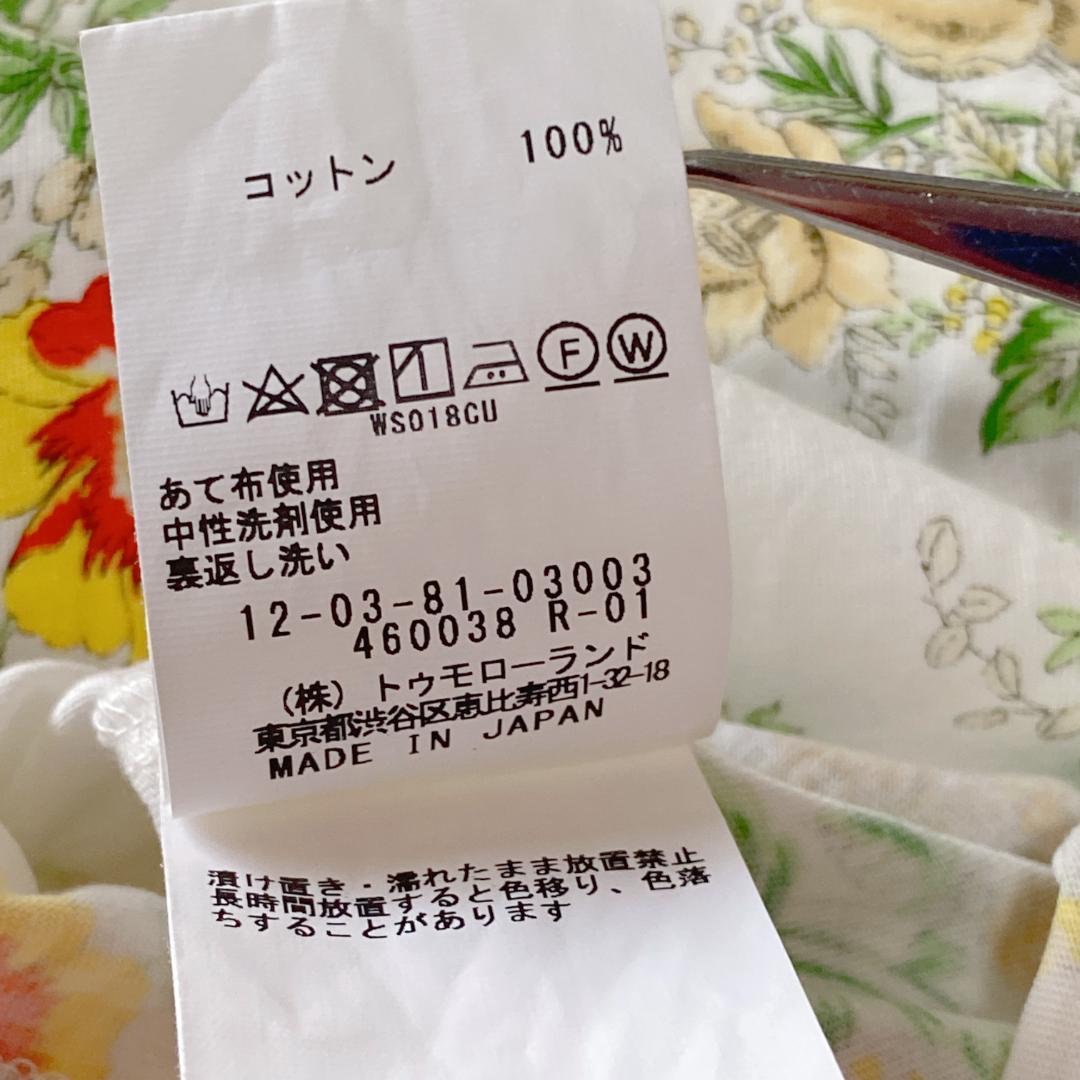 コットン 100%
F W
WS018CU
あて布使用
中性洗剤使用
裏返し洗い
12-03-81-03003
460038 R-01
(株) トゥモローランド
東京都渋谷区恵比寿西1-32-18
MADE IN JAPAN
漬け置き・濡れたまま放置禁止
長時間放置すると色移り、色落
ちすることがあります